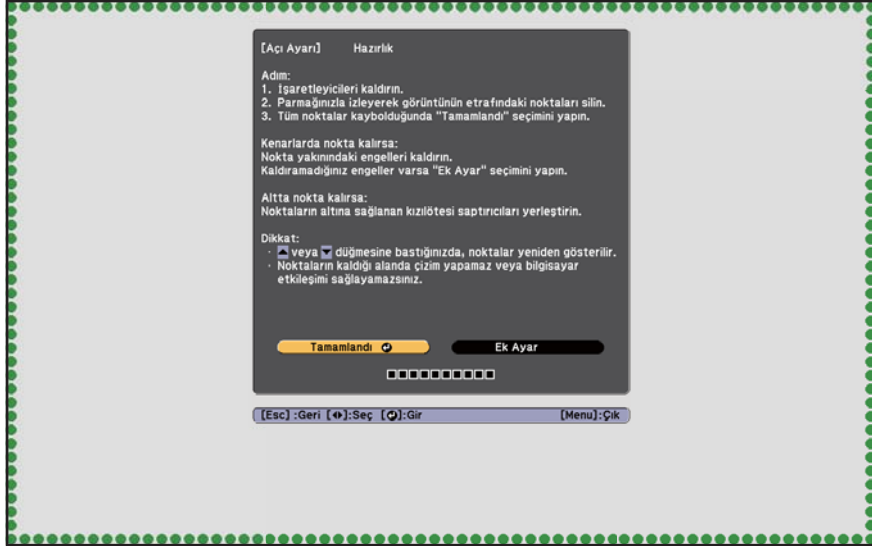 [Açı Ayarı] Hazırlık
Adım:
1. İşaretleyicileri kaldırın.
2. Parmağınızla izleyerek görüntünün etrafındaki noktaları silin.
3. Tüm noktalar kaybolduğunda "Tamamlandı" seçimini yapın.
Kenarlarda nokta kalırsa:
Nokta yakınındaki engelleri kaldırın.
Kaldıramadığınız engeller varsa "Ek Ayar" seçimini yapın.
Altta nokta kalırsa:
Noktaların altına sağlanan kızılötesi saptırıcıları yerleştirin.
Dikkat:
· ▲ veya ▼ düğmesine bastığınızda, noktalar yeniden gösterilir.
· Noktaların kaldığı alanda çizim yapamaz veya bilgisayar
etkileşimi sağlayamazsınız.
Tamamlandı Ek Ayar
[Esc] :Geri [◆]:Seç [⏎]:Gir [Menu]:Çık